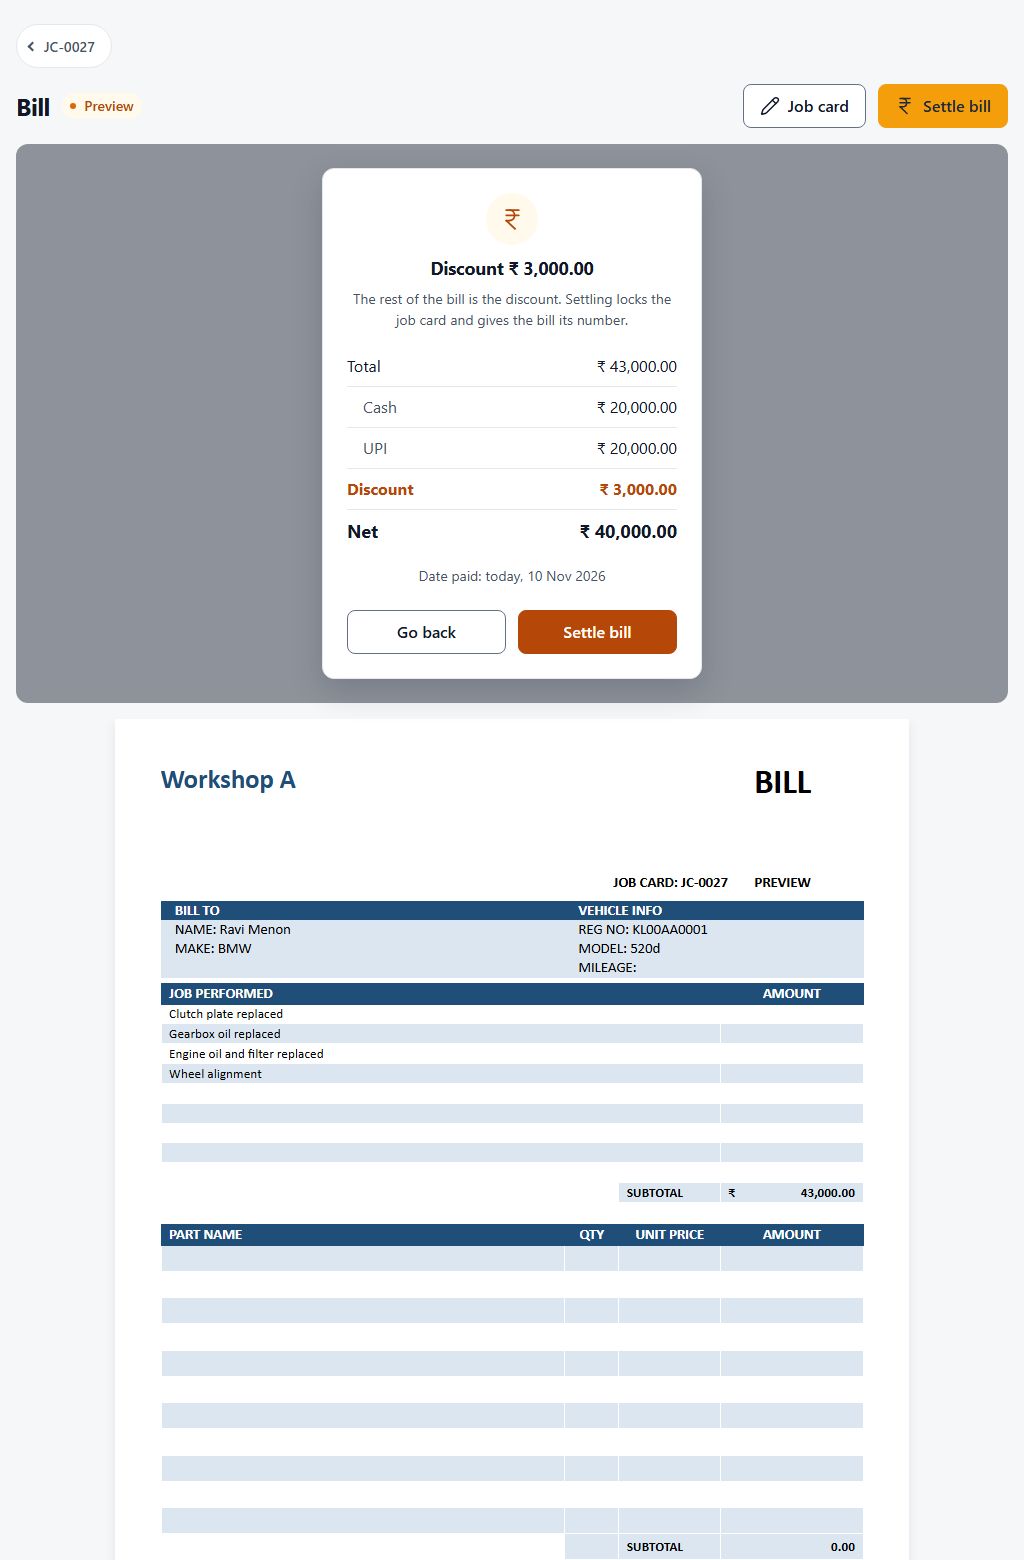 JC-0027
Bill
Preview
Job card
₹ Settle bill
₹
Discount ₹ 3,000.00
The rest of the bill is the discount. Settling locks the
job card and gives the bill its number.
Total ₹ 43,000.00
Cash ₹ 20,000.00
UPI ₹ 20,000.00
Discount ₹ 3,000.00
Net ₹ 40,000.00
Date paid: today, 10 Nov 2026
Go back
Settle bill
Workshop A
BILL
JOB CARD: JC-0027 PREVIEW
BILL TO VEHICLE INFO
NAME: Ravi Menon REG NO: KL00AA0001
MAKE: BMW MODEL: 520d
MILEAGE:
JOB PERFORMED AMOUNT
Clutch plate replaced
Gearbox oil replaced
Engine oil and filter replaced
Wheel alignment
SUBTOTAL ₹ 43,000.00
PART NAME QTY UNIT PRICE AMOUNT
SUBTOTAL 0.00